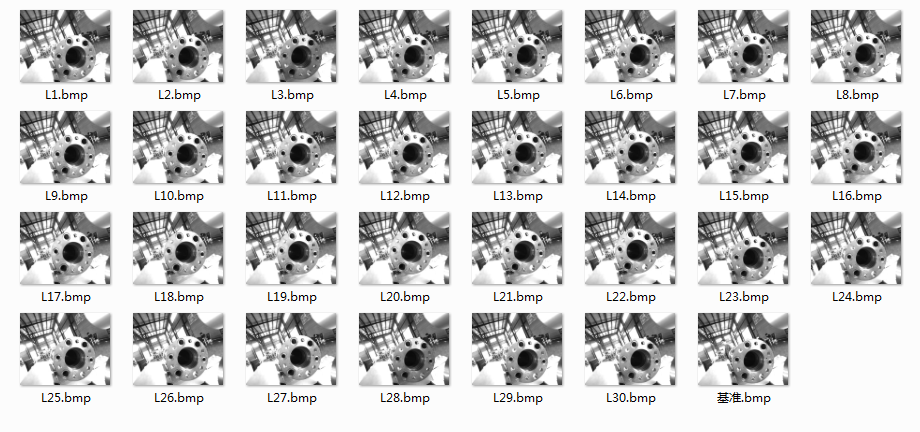 L1.bmp L2.bmp L3.bmp L4.bmp L5.bmp L6.bmp L7.bmp L8.bmp
L9.bmp L10.bmp L11.bmp L12.bmp L13.bmp L14.bmp L15.bmp L16.bmp
L17.bmp L18.bmp L19.bmp L20.bmp L21.bmp L22.bmp L23.bmp L24.bmp
L25.bmp L26.bmp L27.bmp L28.bmp L29.bmp L30.bmp 基准.bmp